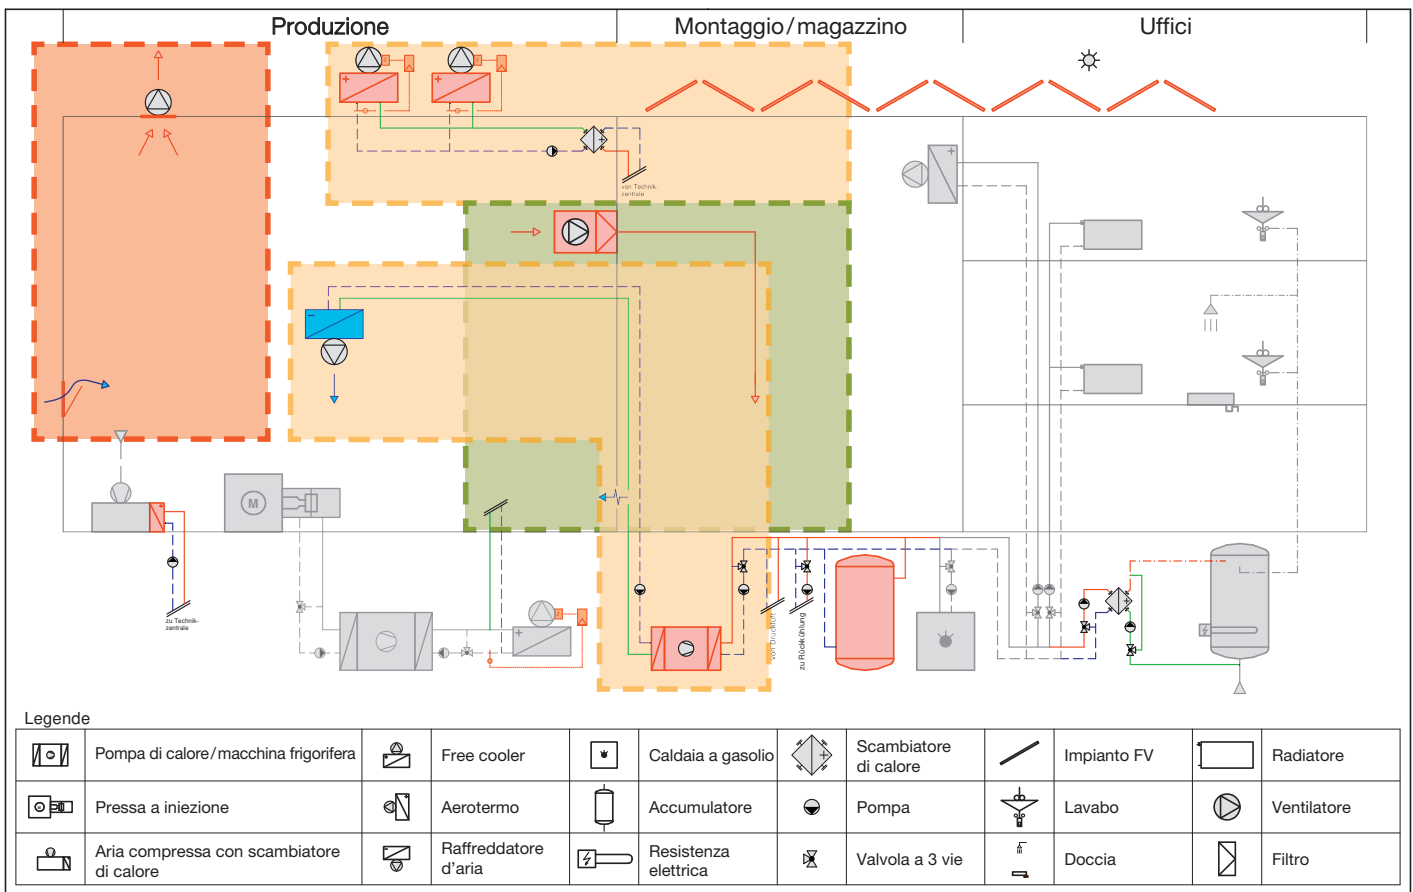 Produzione
Montaggio/magazzino
Uffici
von Technik-
zentrale
M
zu Technik-
zentrale
von Druckluft
zu Rückkühlung
Legende
Pompa di calore/macchina frigorifera
Free cooler
Caldaia a gasolio
Scambiatore
di calore
Impianto FV
Radiatore
Pressa a iniezione
Aerotermo
Accumulatore
Pompa
Lavabo
Ventilatore
Aria compressa con scambiatore
di calore
Raffreddatore
d'aria
Resistenza
elettrica
Valvola a 3 vie
Doccia
Filtro